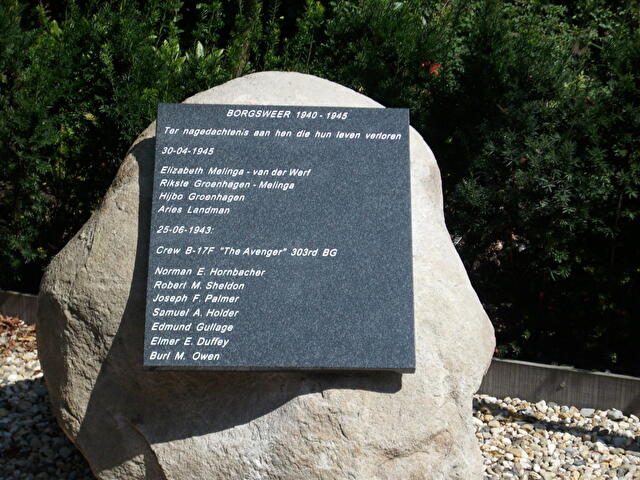 BORGSWEER 1940 - 1945
Ter nagedachtenis aan hen die hun leven verloren
30-04-1945
Elizabeth Melinga - van der Werf
Rikste Groenhagen - Melinga
Hijbo Groenhagen
Aries Landman
25-06-1943:
Crew B-17F "The Avenger" 303rd BG
Norman E. Hornbacher
Robert M. Sheldon
Joseph F. Palmer
Samuel A. Holder
Edmund Gullage
Elmer E. Duffey
Burl M. Owen